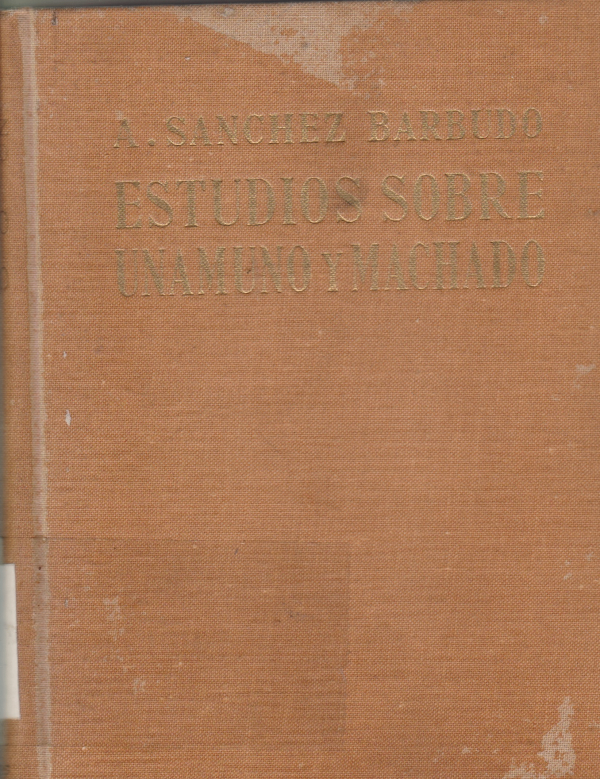 A. SANCHEZ BARBUDO
ESTUDIOS SOBRE
UNAMUNO Y MACHADO